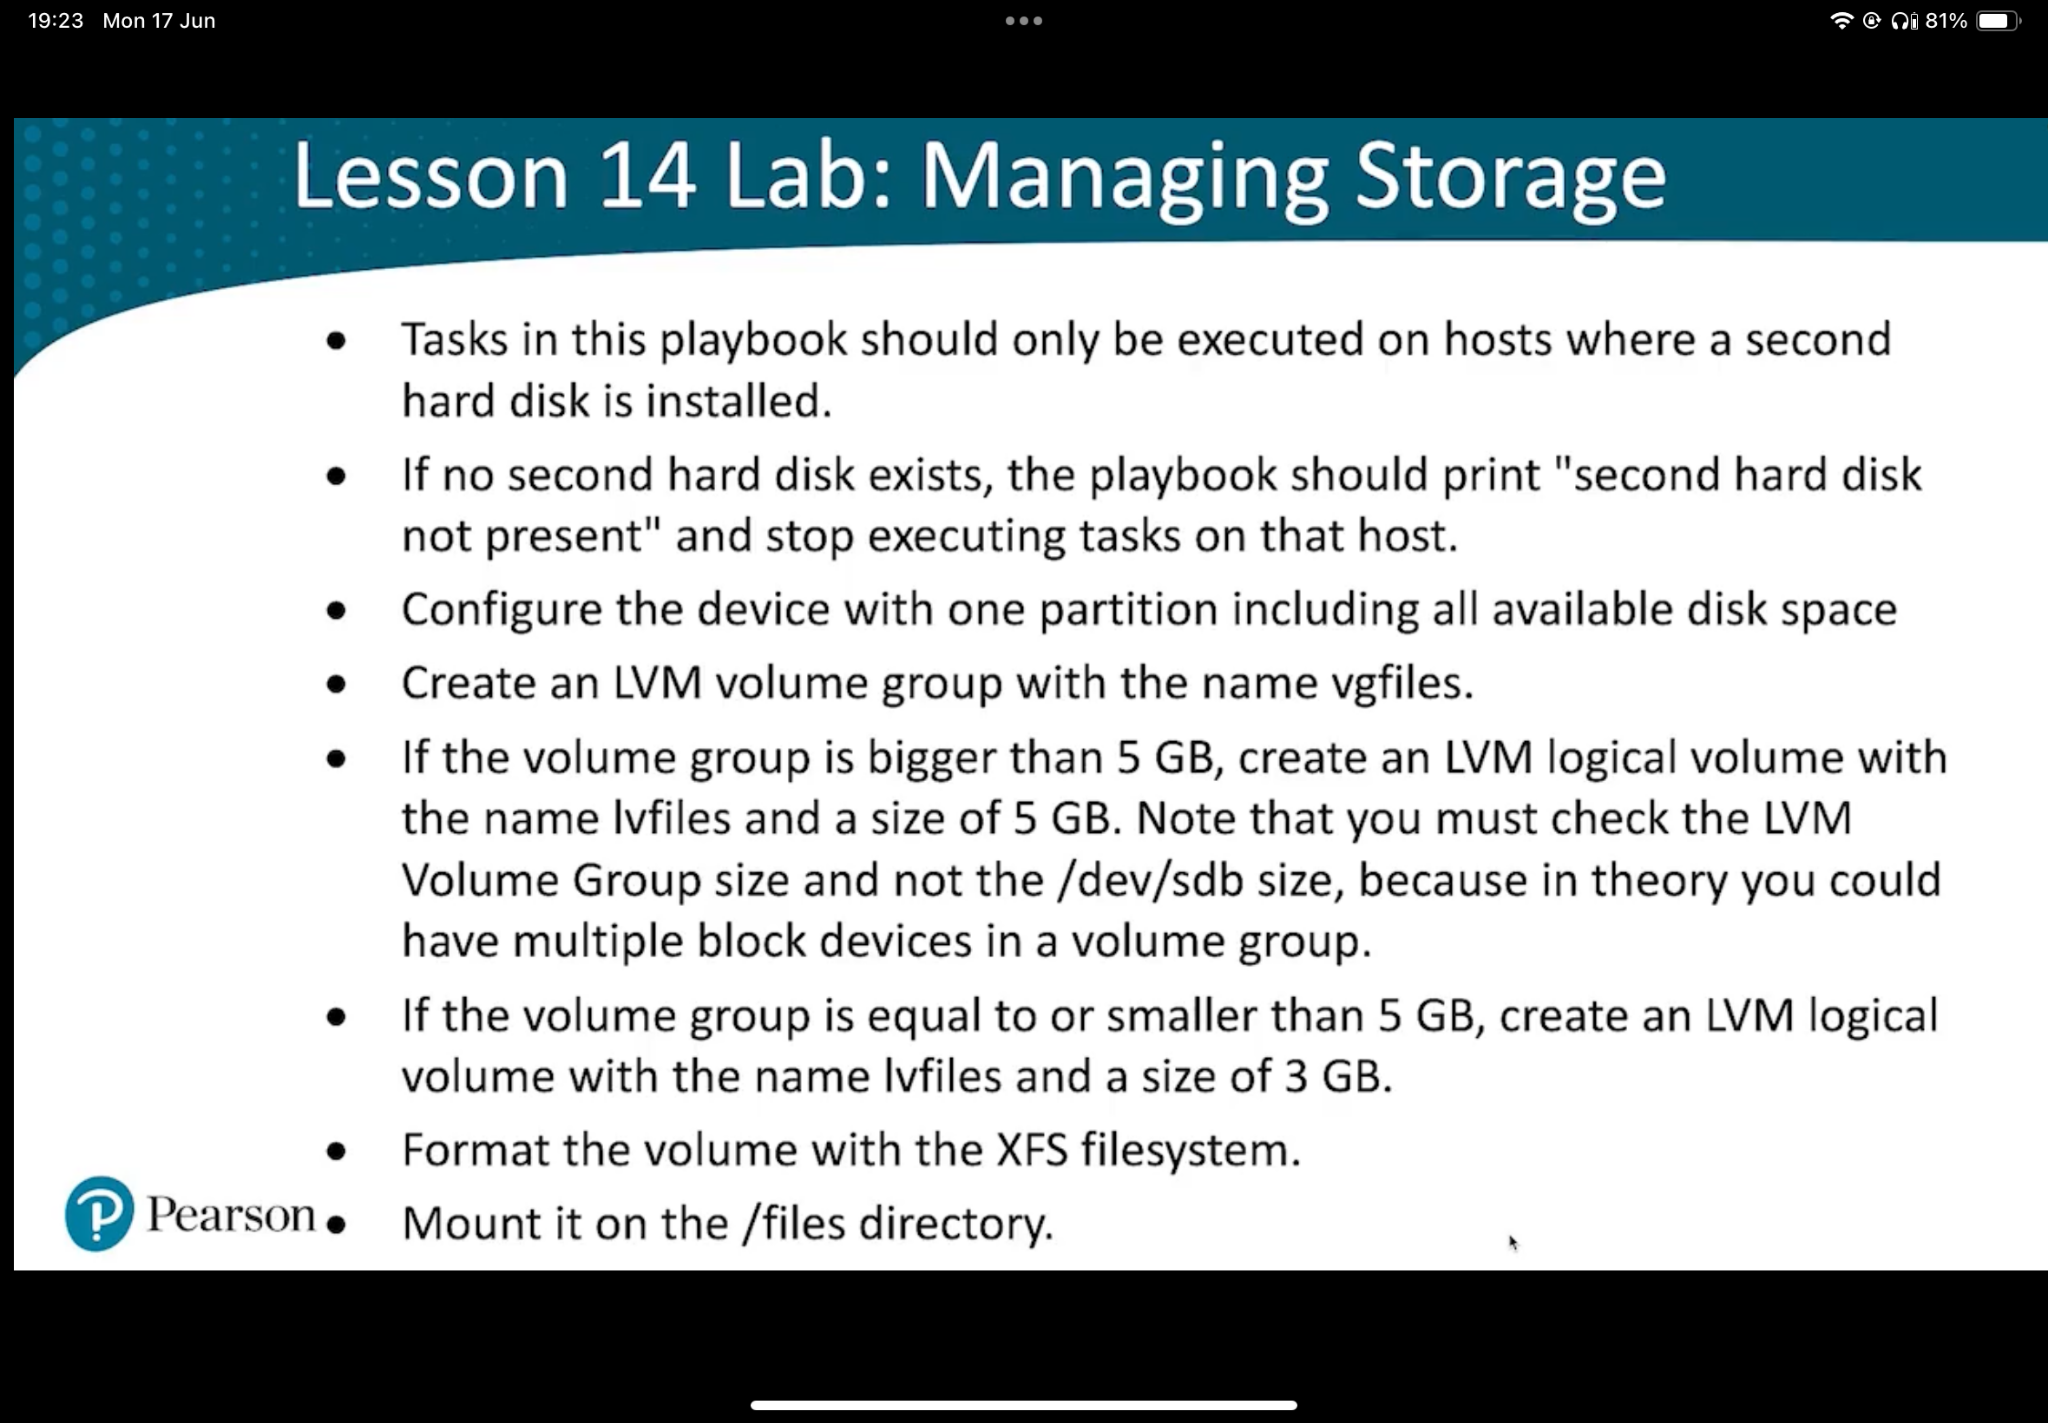 19:23 Mon 17 Jun
81%
Lesson 14 Lab: Managing Storage
• Tasks in this playbook should only be executed on hosts where a second
hard disk is installed.
• If no second hard disk exists, the playbook should print "second hard disk
not present" and stop executing tasks on that host.
• Configure the device with one partition including all available disk space
• Create an LVM volume group with the name vgfiles.
• If the volume group is bigger than 5 GB, create an LVM logical volume with
the name lvfiles and a size of 5 GB. Note that you must check the LVM
Volume Group size and not the /dev/sdb size, because in theory you could
have multiple block devices in a volume group.
• If the volume group is equal to or smaller than 5 GB, create an LVM logical
volume with the name lvfiles and a size of 3 GB.
• Format the volume with the XFS filesystem.
• Mount it on the /files directory.
Pearson